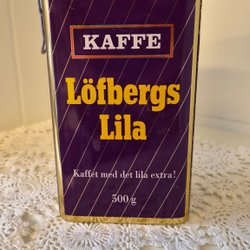 KAFFE
Löfbergs
Lila
Kaffet med det lila extra!
500 g